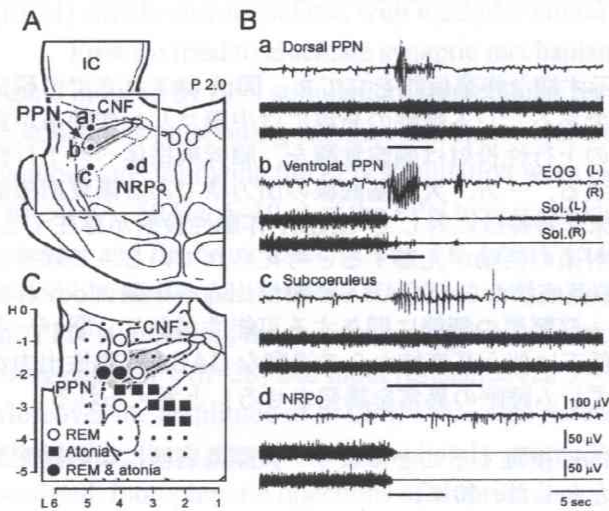 A
IC
P 2.0
PPN
CNF
a
b
c
d
NRPo
B
a Dorsal PPN
b Ventrolat. PPN
EOG (L)
(R)
Sol.(L)
Sol.(R)
c Subcoeruleus
d NRPo
100 µV
50 µV
50 µV
5 sec
C
H 0
-1
-2
-3
-4
-5
CNF
PPN
REM
Atonia
REM & atonia
L 6 5 4 3 2 1